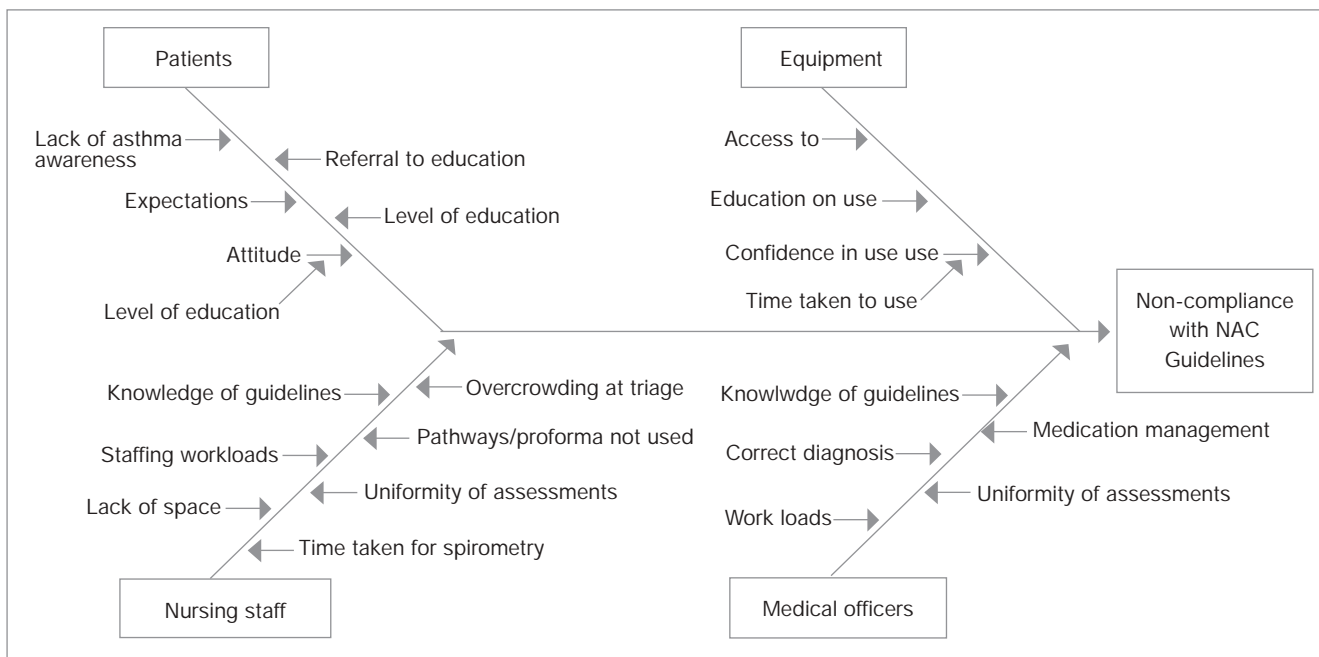 Patients
Equipment
Lack of asthma
awareness
Referral to education
Expectations
Level of education
Attitude
Level of education
Access to
Education on use
Confidence in use use
Time taken to use
Non-compliance
with NAC
Guidelines
Knowledge of guidelines
Overcrowding at triage
Pathways/proforma not used
Staffing workloads
Uniformity of assessments
Lack of space
Time taken for spirometry
Nursing staff
Knowlwdge of guidelines
Medication management
Correct diagnosis
Uniformity of assessments
Work loads
Medical officers